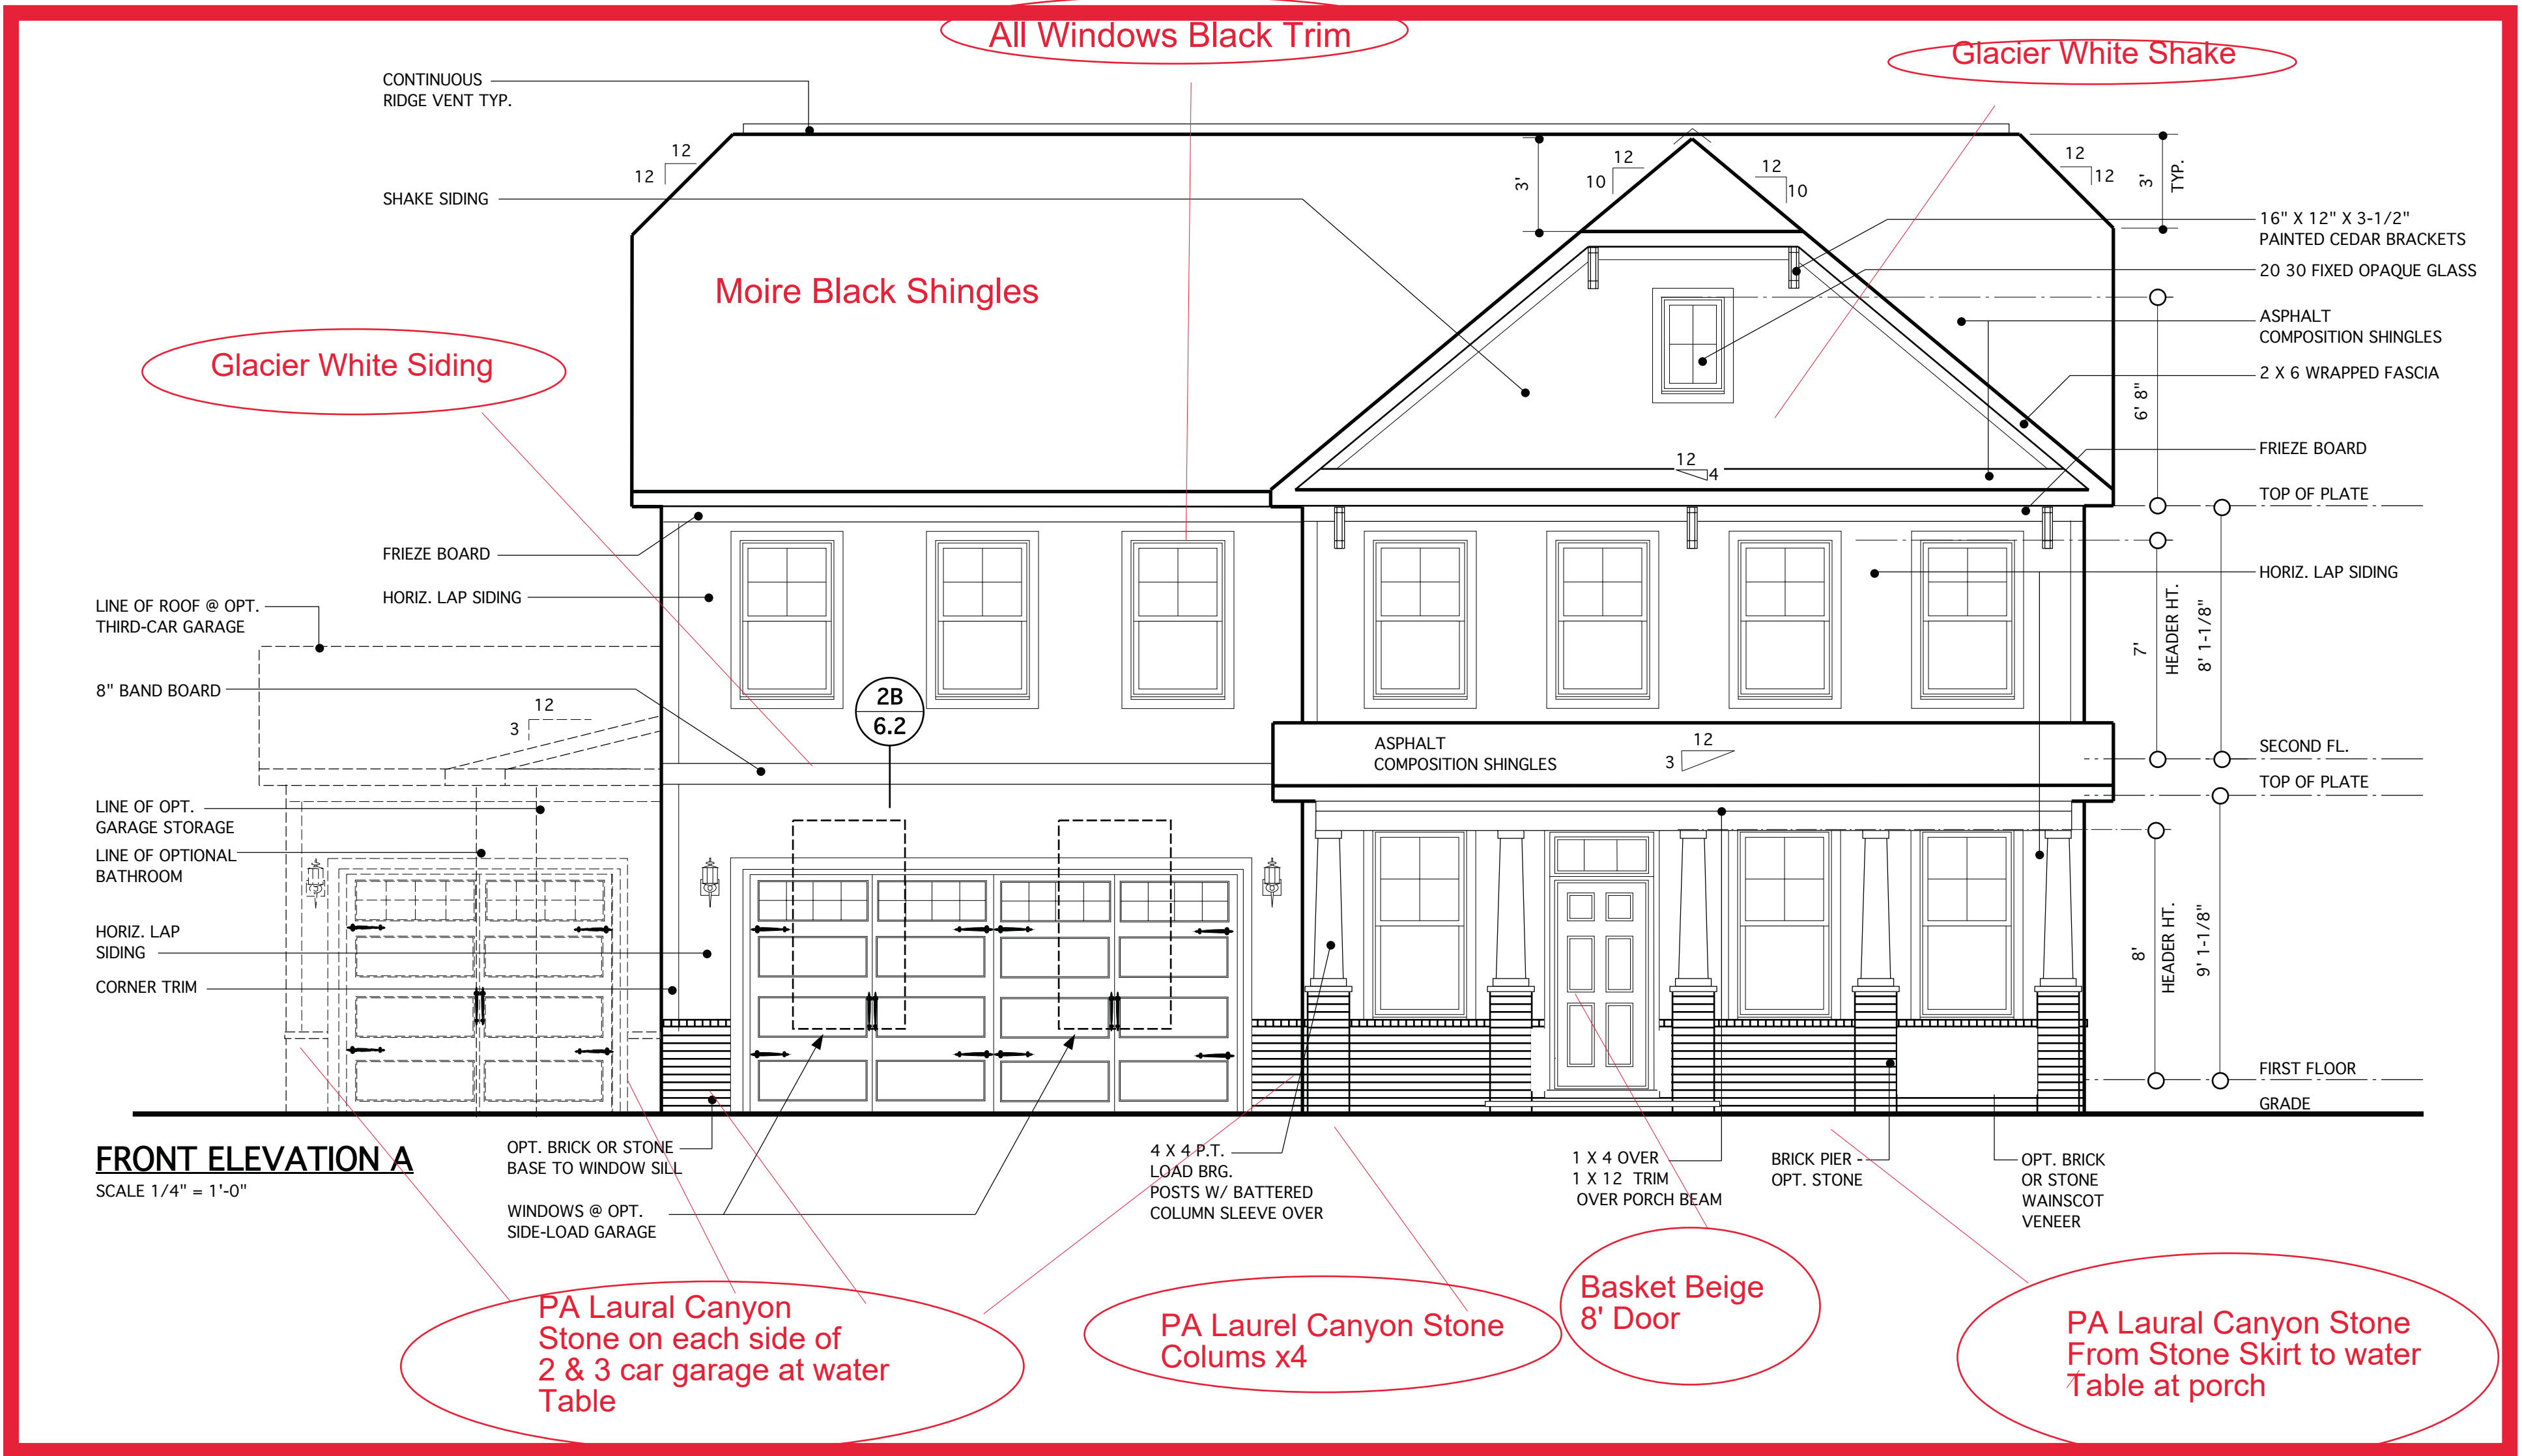 All Windows Black Trim
Glacier White Shake
CONTINUOUS
RIDGE VENT TYP.
12
12
SHAKE SIDING
3'
12
10
12
10
12
12
3'
TYP.
16" X 12" X 3-1/2"
PAINTED CEDAR BRACKETS
20 30 FIXED OPAQUE GLASS
Moire Black Shingles
ASPHALT
COMPOSITION SHINGLES
Glacier White Siding
2 X 6 WRAPPED FASCIA
6' 8"
FRIEZE BOARD
12
4
TOP OF PLATE
FRIEZE BOARD
HORIZ. LAP SIDING
HORIZ. LAP SIDING
LINE OF ROOF @ OPT.
THIRD-CAR GARAGE
7'
HEADER HT.
8' 1-1/8"
8" BAND BOARD
12
3
2B
6.2
ASPHALT
COMPOSITION SHINGLES
12
3
SECOND FL.
TOP OF PLATE
LINE OF OPT.
GARAGE STORAGE
LINE OF OPTIONAL
BATHROOM
HORIZ. LAP
SIDING
CORNER TRIM
8'
HEADER HT.
9' 1-1/8"
FIRST FLOOR
GRADE
FRONT ELEVATION A
SCALE 1/4" = 1'-0"
OPT. BRICK OR STONE
BASE TO WINDOW SILL
WINDOWS @ OPT.
SIDE-LOAD GARAGE
4 X 4 P.T.
LOAD BRG.
POSTS W/ BATTERED
COLUMN SLEEVE OVER
1 X 4 OVER
1 X 12 TRIM
OVER PORCH BEAM
BRICK PIER -
OPT. STONE
OPT. BRICK
OR STONE
WAINSCOT
VENEER
PA Laural Canyon
Stone on each side of
2 & 3 car garage at water
Table
PA Laurel Canyon Stone
Colums x4
Basket Beige
8' Door
PA Laural Canyon Stone
From Stone Skirt to water
Table at porch